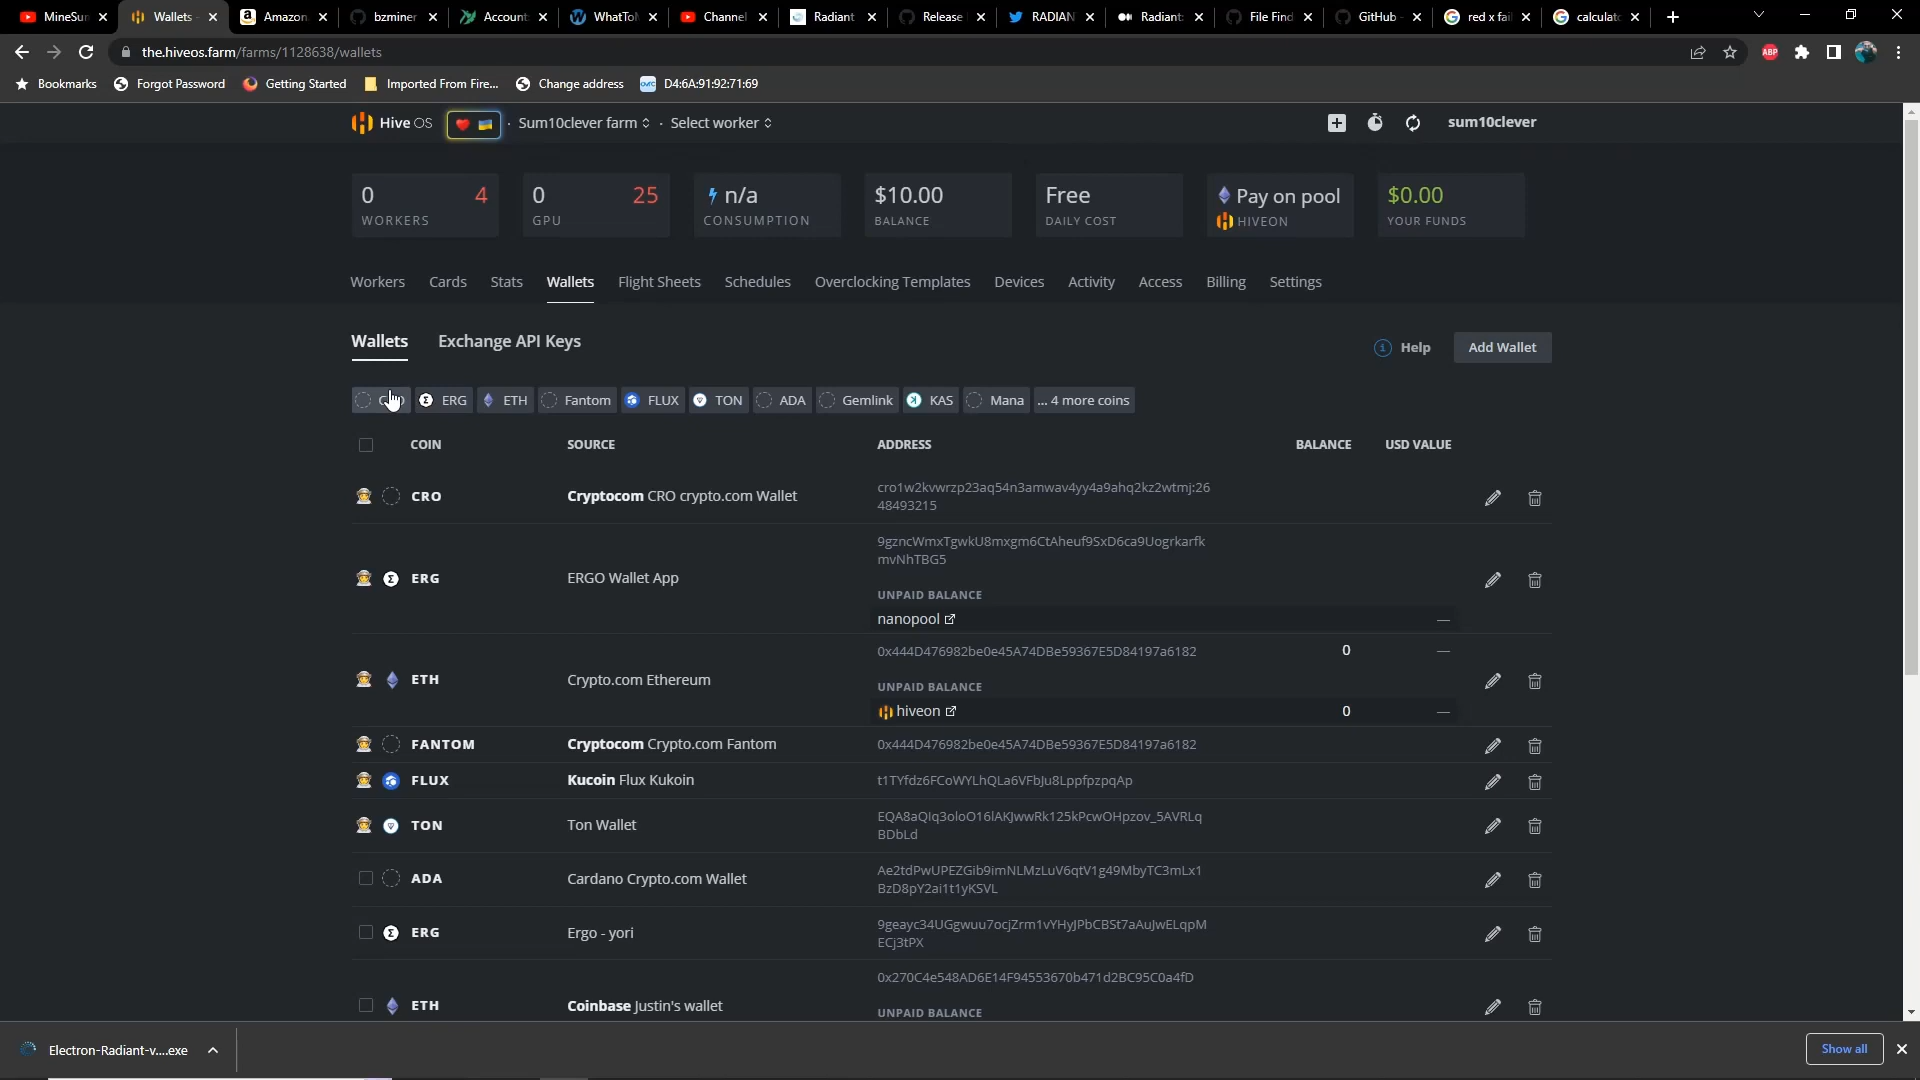 MineSu
Wallets -
Amazon
bzminer
Account
WhatTo
Channel
Radiant
Release
RADIAN
Radiant:
File Find
GitHub -
red x fai
calculat
the.hiveos.farm/farms/1128638/wallets
Bookmarks
Forgot Password
Getting Started
Imported From Fire...
Change address
D4:6A:91:92:71:69
Hive OS
· Sum10clever farm · Select worker
sum10clever
0 4
WORKERS
0 25
GPU
n/a
CONSUMPTION
$10.00
BALANCE
Free
DAILY COST
Pay on pool
HIVEON
$0.00
YOUR FUNDS
Workers Cards Stats Wallets Flight Sheets Schedules Overclocking Templates Devices Activity Access Billing Settings
Wallets Exchange API Keys
Help
Add Wallet
ERG ETH Fantom FLUX TON ADA Gemlink KAS Mana ... 4 more coins
COIN SOURCE ADDRESS BALANCE USD VALUE
CRO Cryptocom CRO crypto.com Wallet
cro1w2kvwrzp23aq54n3amwav4yy4a9ahq2kz2wtmj:26
48493215
ERG ERGO Wallet App
9gzncWmxTgwkU8mxgm6CtAheuf9SxD6ca9Uogrkarfk
mvNhTBG5
UNPAID BALANCE
nanopool —
ETH Crypto.com Ethereum
0x444D476982be0e45A74DBe59367E5D84197a6182 0 —
UNPAID BALANCE
hiveon 0 —
FANTOM Cryptocom Crypto.com Fantom 0x444D476982be0e45A74DBe59367E5D84197a6182
FLUX Kucoin Flux Kukoin t1TYfdz6FCoWYLhQLa6VFbJu8LppfpzpqAp
TON Ton Wallet
EQA8aQIq3oloO16lAKJwwRk125kPcwOHpzov_5AVRLq
BDbLd
ADA Cardano Crypto.com Wallet
Ae2tdPwUPEZGib9imNLMzLuV6qtV1g49MbyTC3mLx1
BzD8pY2ai1t1yKSVL
ERG Ergo - yori
9geayc34UGgwuu7ocjZrm1vYHyJPbCBSt7aAuJwELqpM
ECj3tPX
ETH Coinbase Justin's wallet
0x270C4e548AD6E14F94553670b471d2BC95C0a4fD
UNPAID BALANCE
Electron-Radiant-v....exe
Show all